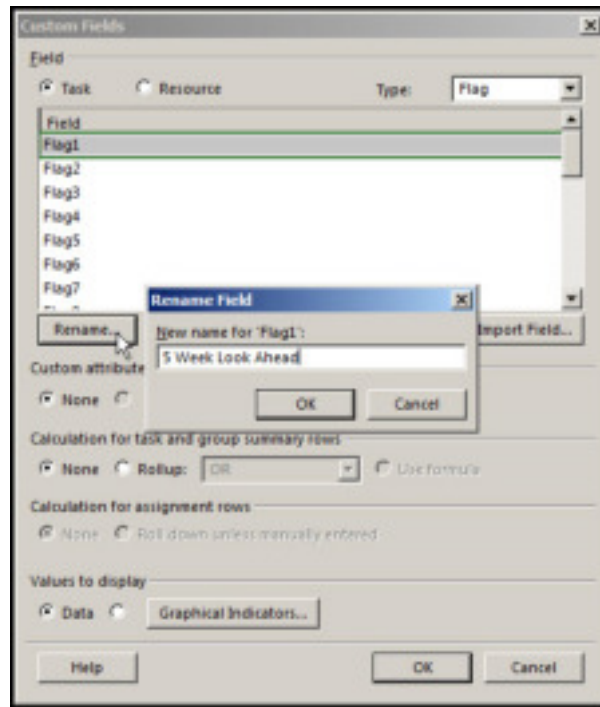 Custom Fields
Field
Task Resource Type: Flag
Field
Flag1
Flag2
Flag3
Flag4
Flag5
Flag6
Flag7
Rename Field
Rename... New name for 'Flag1': Import Field...
5 Week Look Ahead
Custom attribute
None
OK Cancel
Calculation for task and group summary rows
None Rollup: OR Use formula
Calculation for assignment rows
None Roll down unless manually entered
Values to display
Data Graphical Indicators...
Help OK Cancel